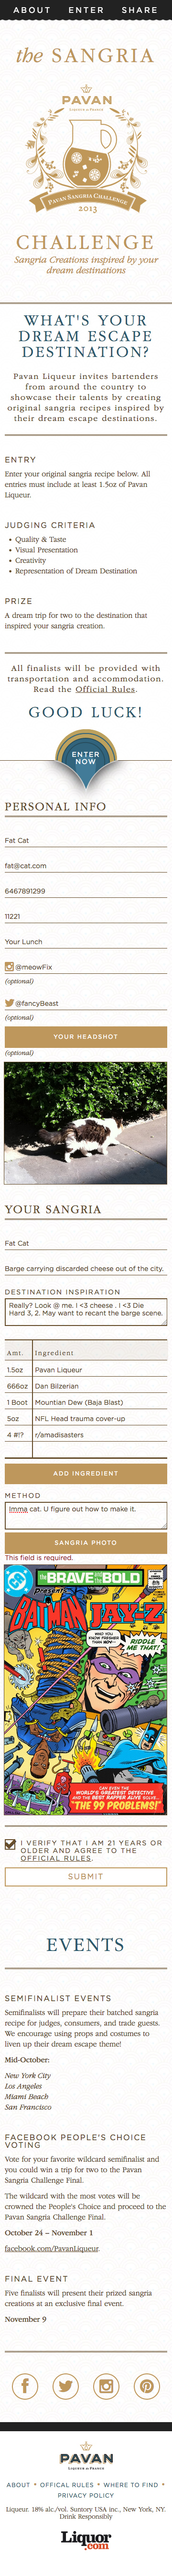 ABOUT ENTER SHARE
the SANGRIA
PAVAN
PAVAN SANGRIA CHALLENGE
2013
CHALLENGE
Sangria Creations inspired by your
dream destinations
WHAT'S YOUR
DREAM ESCAPE
DESTINATION?
Pavan Liqueur invites bartenders
from around the country to
showcase their talents by creating
original sangria recipes inspired by
their dream escape destinations.
ENTRY
Enter your original sangria recipe below. All
entries must include at least 1.5oz of Pavan
Liqueur.
JUDGING CRITERIA
• Quality & Taste
• Visual Presentation
• Creativity
• Representation of Dream Destination
PRIZE
A dream trip for two to the destination that
inspired your sangria creation.
All finalists will be provided with
transportation and accommodation.
Read the Official Rules.
GOOD LUCK!
ENTER
NOW
PERSONAL INFO
Fat Cat
fat@cat.com
6467891299
11221
Your Lunch
@meowFix
(optional)
@fancyBeast
(optional)
YOUR HEADSHOT
(optional)
YOUR SANGRIA
Fat Cat
Barge carrying discarded cheese out of the city.
DESTINATION INSPIRATION
Really? Look @ me. I <3 cheese . I <3 Die
Hard 3, 2. May want to recant the barge scene.
Amt. Ingredient
1.5oz Pavan Liqueur
666oz Dan Bilzerian
1 Boot Mountian Dew (Baja Blast)
5oz NFL Head trauma cover-up
4 #!? r/amadisasters
ADD INGREDIENT
METHOD
Imma cat. U figure out how to make it.
SANGRIA PHOTO
This field is required.
Presents
THE BRAVE AND THE BOLD
BATMAN AND JAY-Z
RIDDLE
ME THAT!
CAN EVEN THE
WORLD'S GREATEST DETECTIVE
AND THE BEST RAPPER ALIVE SOLVE...
"THE 99 PROBLEMS!"
I VERIFY THAT I AM 21 YEARS OR
OLDER AND AGREE TO THE
OFFICIAL RULES.
SUBMIT
EVENTS
SEMIFINALIST EVENTS
Semifinalists will prepare their batched sangria
recipe for judges, consumers, and trade guests.
We encourage using props and costumes to
liven up their dream escape theme!
Mid-October:
New York City
Los Angeles
Miami Beach
San Francisco
FACEBOOK PEOPLE'S CHOICE
VOTING
Vote for your favorite wildcard semifinalist and
you could win a trip for two to the Pavan
Sangria Challenge Final.
The wildcard with the most votes will be
crowned the People's Choice and proceed to the
Pavan Sangria Challenge Final.
October 24 – November 1
facebook.com/PavanLiqueur.
FINAL EVENT
Five finalists will present their prized sangria
creations at an exclusive final event.
November 9
PAVAN
LIQUEUR DE FRANCE
ABOUT • OFFICAL RULES • WHERE TO FIND •
PRIVACY POLICY
Liqueur. 18% alc./vol. Suntory USA inc., New York, NY.
Drink Responsibly
Liquor
.com